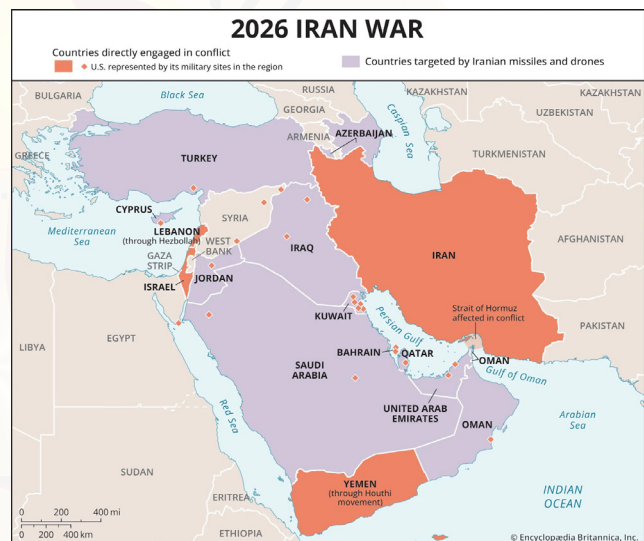 2026 IRAN WAR
Countries directly engaged in conflict
U.S. represented by its military sites in the region
Countries targeted by Iranian missiles and drones
BULGARIA
Black Sea
RUSSIA
GEORGIA
KAZAKHSTAN
KAZAKHSTAN
UZBEKISTAN
Caspian
Sea
ARMENIA
AZERBAIJAN
GREECE
TURKEY
TURKMENISTAN
CYPRUS
SYRIA
LEBANON
(through Hezbollah)
Mediterranean
Sea
WEST
BANK
GAZA
STRIP
IRAQ
IRAN
AFGHANISTAN
ISRAEL
JORDAN
KUWAIT
Persian Gulf
Strait of Hormuz
affected in conflict
PAKISTAN
LIBYA
EGYPT
BAHRAIN
QATAR
OMAN
Gulf of Oman
SAUDI
ARABIA
UNITED ARAB
EMIRATES
OMAN
Arabian
Sea
Red Sea
SUDAN
YEMEN
(through Houthi
movement)
ERITREA
INDIAN
OCEAN
0 200 400 mi
0 200 400 km
ETHIOPIA
© Encyclopædia Britannica, Inc.